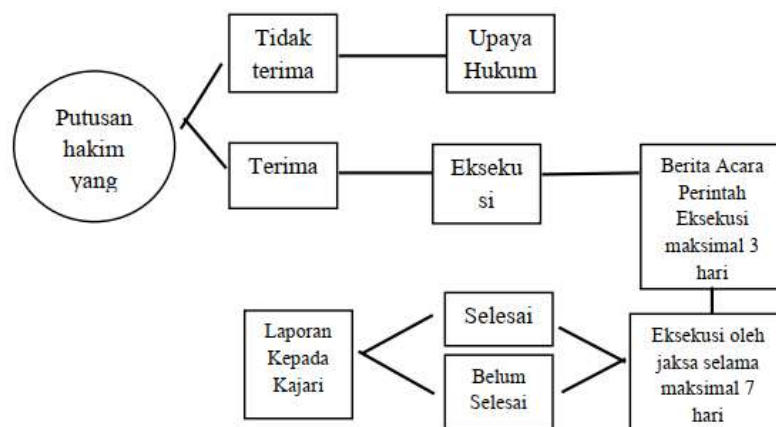 Tidak
terima
Upaya
Hukum
Putusan
hakim
yang
Terima
Ekseku
si
Berita Acara
Perintah
Eksekusi
maksimal 3
hari
Eksekusi oleh
jaksa selama
maksimal 7
hari
Selesai
Belum
Selesai
Laporan
Kepada
Kajari